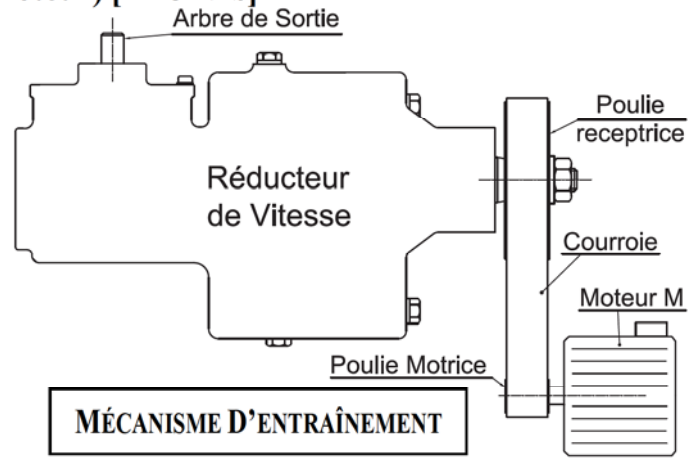 Arbre de Sortie
Poulie
receptrice
Réducteur
de Vitesse
Courroie
Moteur M
Poulie Motrice
MÉCANISME D'ENTRAÎNEMENT